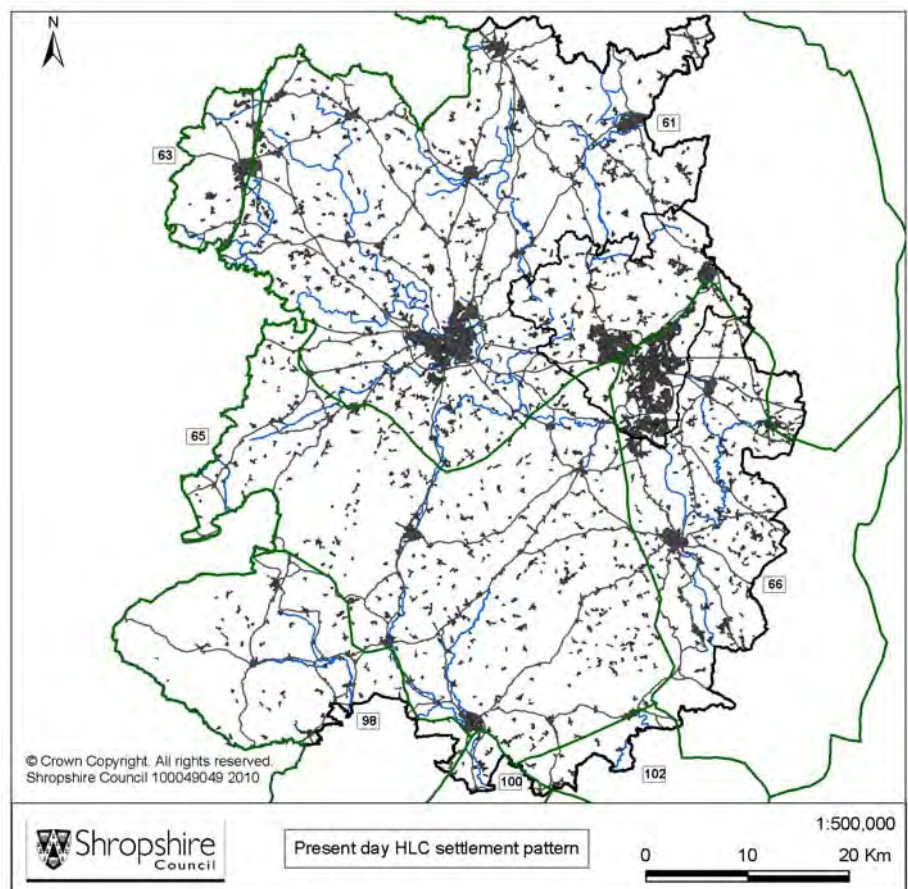 N
61
63
65
66
98
100
102
© Crown Copyright. All rights reserved.
Shropshire Council 100049049 2010
Shropshire
Council
Present day HLC settlement pattern
1:500,000
0 10 20 Km